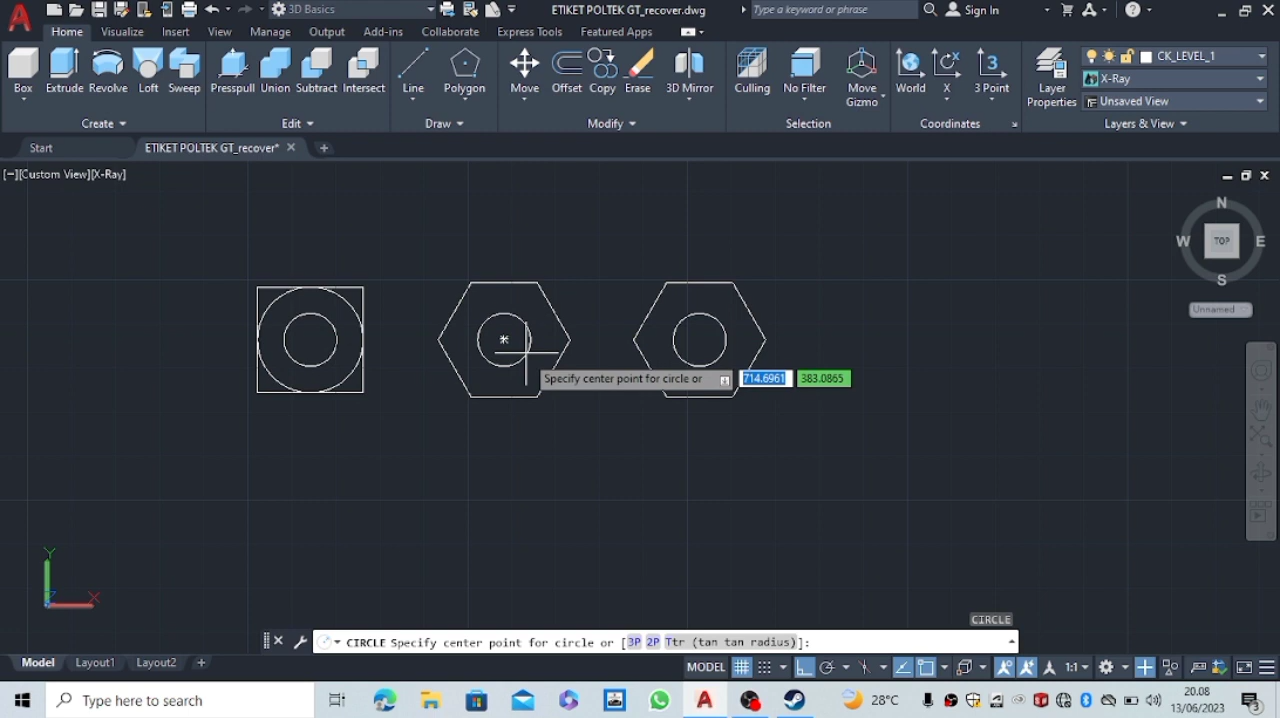 3D Basics
ETIKET POLTEK GT_recover.dwg
Type a keyword or phrase
Sign In
Home Visualize Insert View Manage Output Add-ins Collaborate Express Tools Featured Apps
Box Extrude Revolve Loft Sweep Presspull Union Subtract Intersect Line Polygon Move Offset Copy Erase 3D Mirror Culling No Filter Move Gizmo World X 3 Point Layer Properties
CK_LEVEL_1
X-Ray
Unsaved View
Create Edit Draw Modify Selection Coordinates Layers & View
Start ETIKET POLTEK GT_recover*
[−][Custom View][X-Ray]
N
W TOP E
S
Unnamed
Specify center point for circle or 714.6961 383.0865
Y
X
CIRCLE
CIRCLE Specify center point for circle or [3P 2P Ttr (tan tan radius)]:
Model Layout1 Layout2 +
MODEL 1:1
Type here to search
28°C
20.08
13/06/2023
3